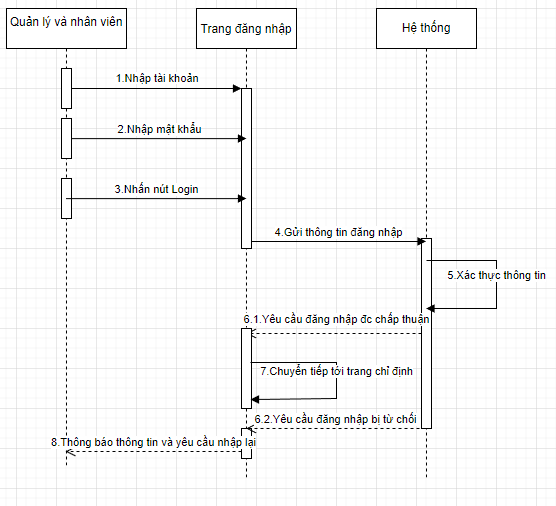 Quản lý và nhân viên
Trang đăng nhập
Hệ thống
1.Nhập tài khoản
2.Nhập mật khẩu
3.Nhấn nút Login
4.Gửi thông tin đăng nhập
5.Xác thực thông tin
6.1.Yêu cầu đăng nhập đc chấp thuận
7.Chuyển tiếp tới trang chỉ định
6.2.Yêu cầu đăng nhập bị từ chối
8.Thông báo thông tin và yêu cầu nhập lại